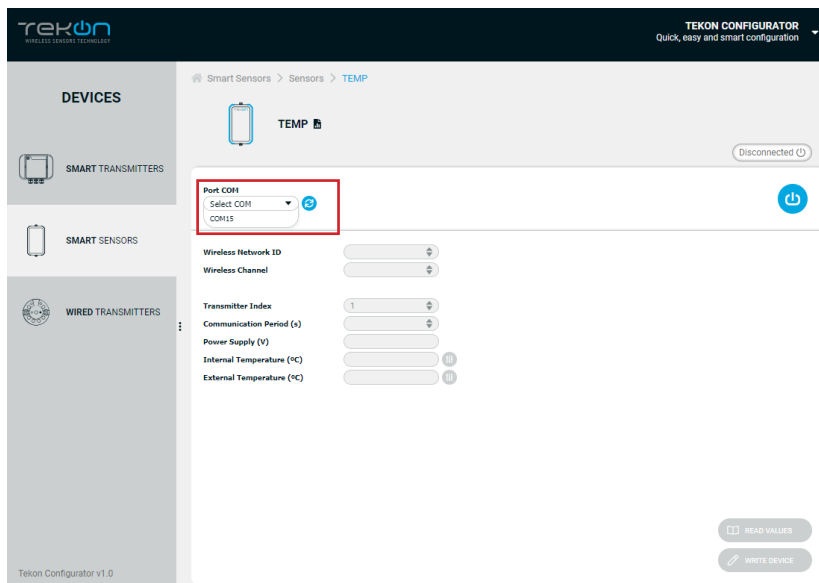 Tekon
WIRELESS SENSORS TECHNOLOGY
TEKON CONFIGURATOR
Quick, easy and smart configuration
DEVICES
SMART TRANSMITTERS
SMART SENSORS
WIRED TRANSMITTERS
Tekon Configurator v1.0
Smart Sensors > Sensors > TEMP
TEMP
Disconnected
Port COM
Select COM
COM15
Wireless Network ID
Wireless Channel
Transmitter Index 1
Communication Period (s)
Power Supply (V)
Internal Temperature (ºC)
External Temperature (ºC)
READ VALUES
WRITE DEVICE